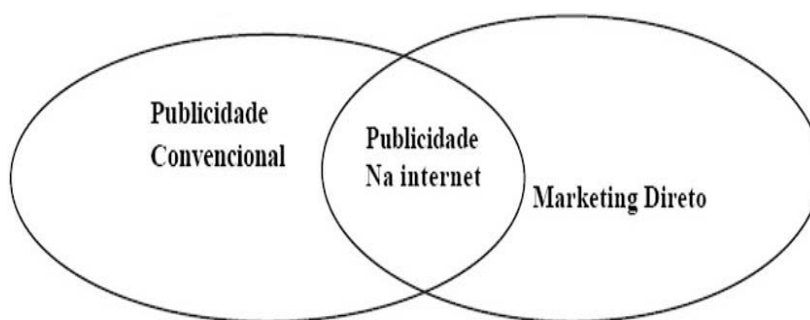 Publicidade
Convencional
Publicidade
Na internet
Marketing Direto